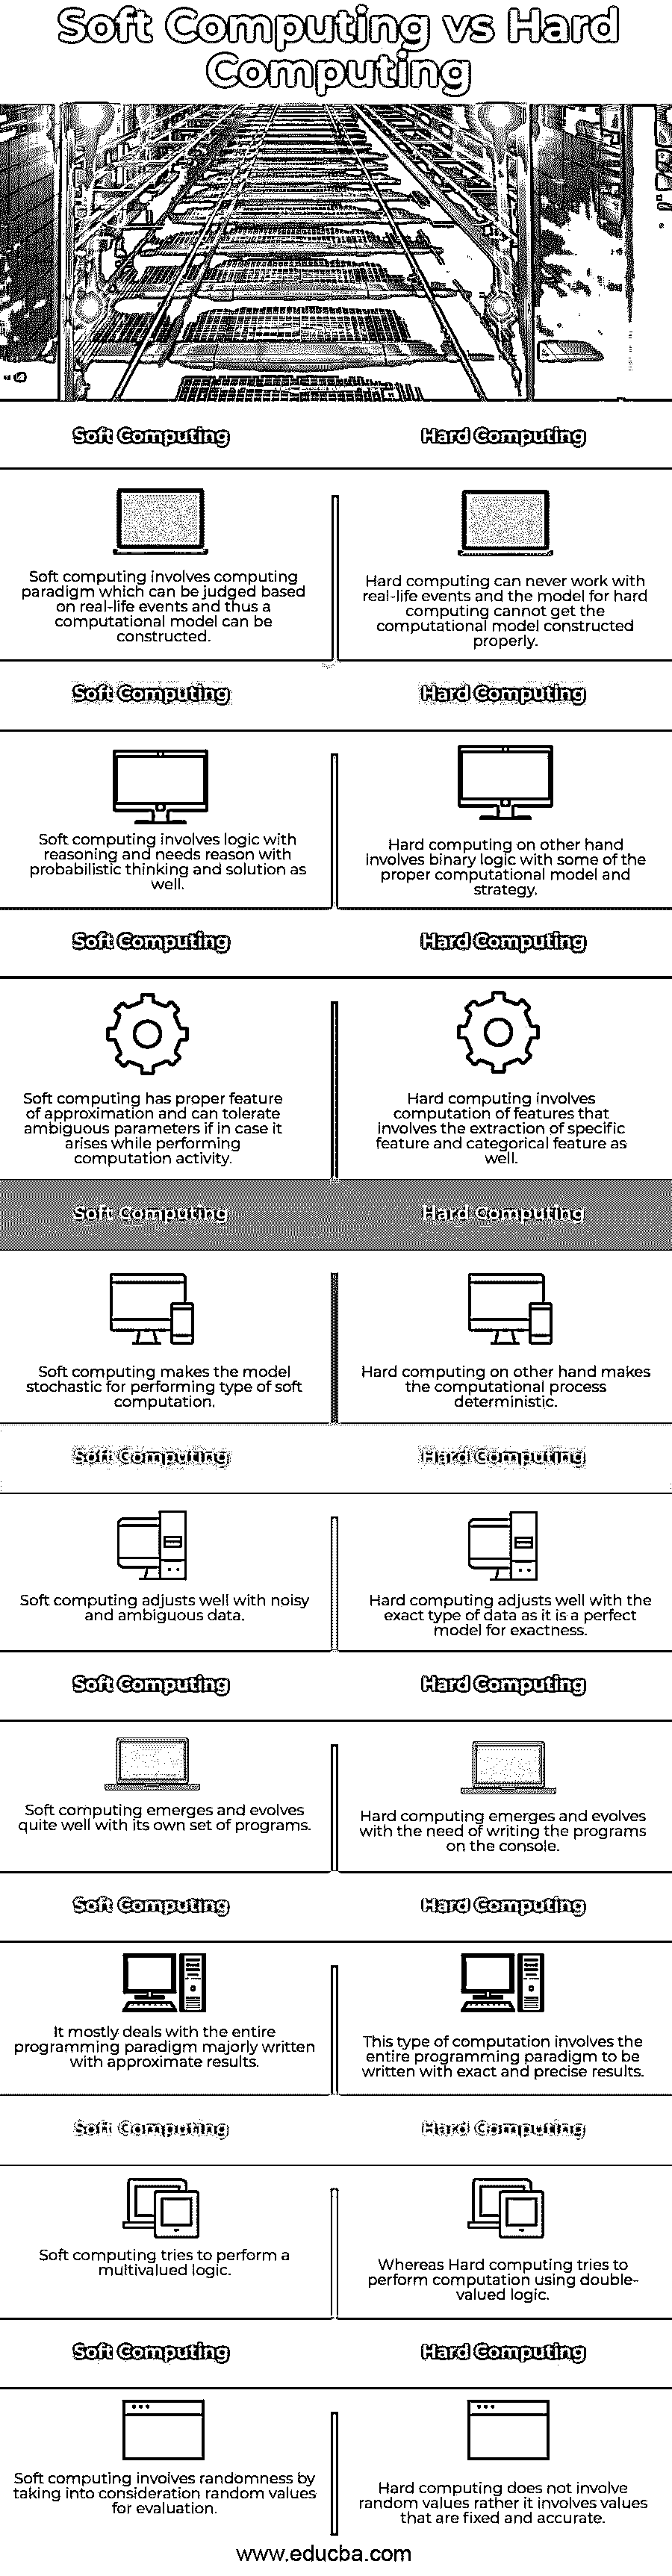 Soft Computing vs Hard
Computing
Soft Computing
Hard Computing
Soft computing involves computing
paradigm which can be judged based
on real-life events and thus a
computational model can be
constructed.
Hard computing can never work with
real-life events and the model for hard
computing cannot get the
computational model constructed
properly.
Soft Computing
Hard Computing
Soft computing involves logic with
reasoning and needs reason with
probabilistic thinking and solution as
well.
Hard computing on other hand
involves binary logic with some of the
proper computational model and
strategy.
Soft Computing
Hard Computing
Soft computing has proper feature
of approximation and can tolerate
ambiguous parameters if in case it
arises while performing
computation activity.
Hard computing involves
computation of features that
involves the extraction of specific
feature and categorical feature as
well.
Soft Computing
Hard Computing
Soft computing makes the model
stochastic for performing type of soft
computation.
Hard computing on other hand makes
the computational process
deterministic.
Soft Computing
Hard Computing
Soft computing adjusts well with noisy
and ambiguous data.
Hard computing adjusts well with the
exact type of data as it is a perfect
model for exactness.
Soft Computing
Hard Computing
Soft computing emerges and evolves
quite well with its own set of programs.
Hard computing emerges and evolves
with the need of writing the programs
on the console.
Soft Computing
Hard Computing
It mostly deals with the entire
programming paradigm majorly written
with approximate results.
This type of computation involves the
entire programming paradigm to be
written with exact and precise results.
Soft Computing
Hard Computing
Soft computing tries to perform a
multivalued logic.
Whereas Hard computing tries to
perform computation using double-
valued logic.
Soft Computing
Hard Computing
Soft computing involves randomness by
taking into consideration random values
for evaluation.
Hard computing does not involve
random values rather it involves values
that are fixed and accurate.
www.educba.com